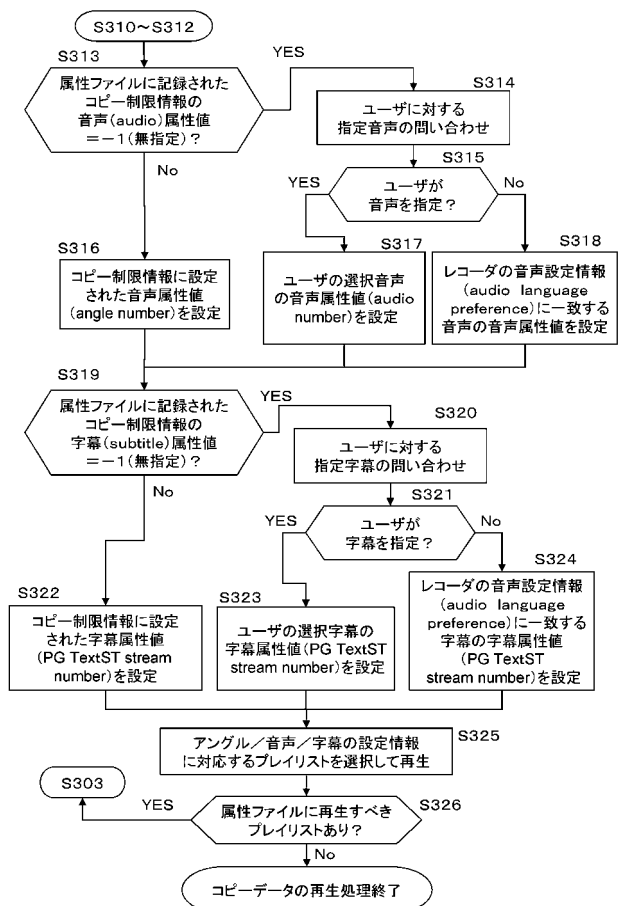 S310～S312
S313
属性ファイルに記録された
コピー制限情報の
音声(audio)属性値
＝－1(無指定)？
YES
No
S314
ユーザに対する
指定音声の問い合わせ
S315
ユーザが
音声を指定？
YES
No
S316
コピー制限情報に設定
された音声属性値
(angle number)を設定
S317
ユーザの選択音声
の音声属性値(audio
number)を設定
S318
レコーダの音声設定情報
(audio language
preference)に一致する
音声の音声属性値を設定
S319
属性ファイルに記録された
コピー制限情報の
字幕(subtitle)属性値
＝－1(無指定)？
YES
No
S320
ユーザに対する
指定字幕の問い合わせ
S321
ユーザが
字幕を指定？
YES
No
S322
コピー制限情報に設定
された字幕属性値
(PG TextST stream
number)を設定
S323
ユーザの選択字幕の
字幕属性値(PG TextST
stream number)を設定
S324
レコーダの音声設定情報
(audio language
preference)に一致する
字幕の字幕属性値
(PG TextST
stream number)を設定
S325
アングル／音声／字幕の設定情報
に対応するプレイリストを選択して再生
S303
YES
S326
属性ファイルに再生すべき
プレイリストあり？
No
コピーデータの再生処理終了